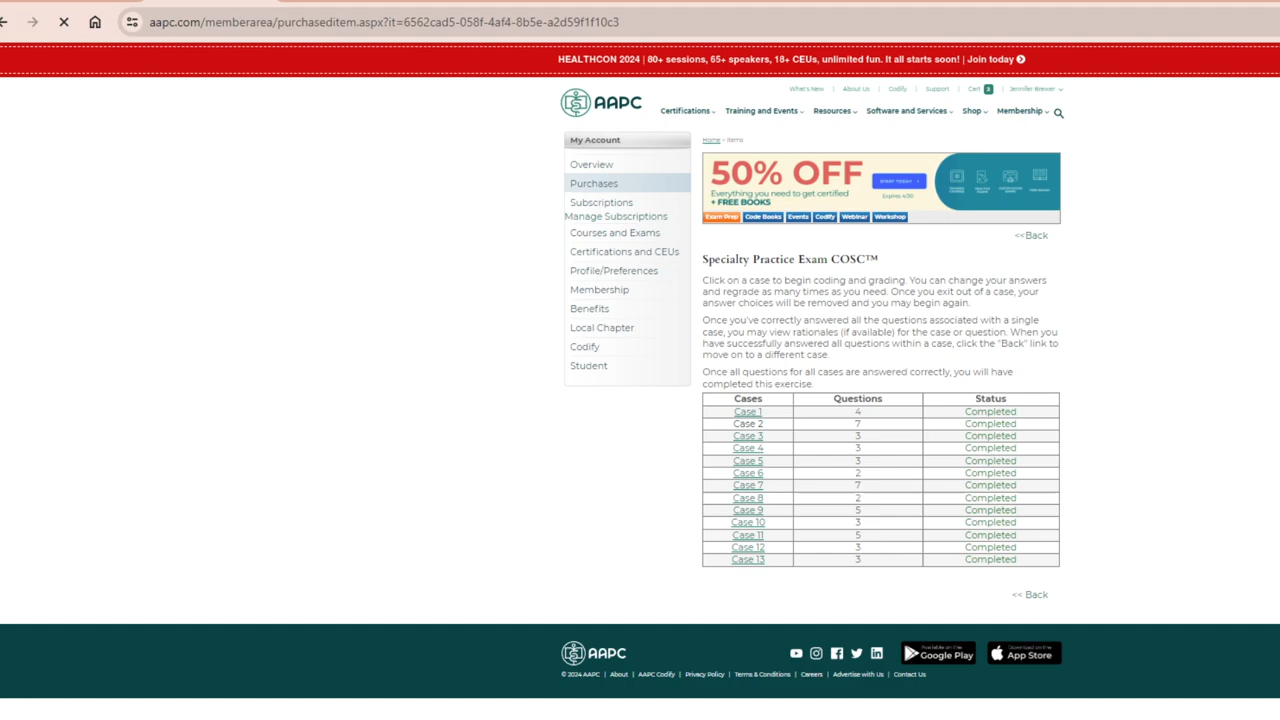 aapc.com/memberarea/purchaseditem.aspx?it=6562cad5-058f-4af4-8b5e-a2d59f1f10c3
HEALTHCON 2024 | 80+ sessions, 65+ speakers, 18+ CEUs, unlimited fun. It all starts soon! | Join today
What's New | About Us | Codify | Support | Cart 3 | Jennifer Brewer
AAPC
Certifications Training and Events Resources Software and Services Shop Membership
My Account
Overview
Purchases
Subscriptions
Manage Subscriptions
Courses and Exams
Certifications and CEUs
Profile/Preferences
Membership
Benefits
Local Chapter
Codify
Student
Home > Items
50% OFF
Everything you need to get certified
+ FREE BOOKS
START TODAY >
Expires 4/30
Exam Prep Code Books Events Codify Webinar Workshop
<<Back
Specialty Practice Exam COSC™
Click on a case to begin coding and grading. You can change your answers
and regrade as many times as you need. Once you exit out of a case, your
answer choices will be removed and you may begin again.
Once you've correctly answered all the questions associated with a single
case, you may view rationales (if available) for the case or question. When you
have successfully answered all questions within a case, click the "Back" link to
move on to a different case.
Once all questions for all cases are answered correctly, you will have
completed this exercise.
Cases Questions Status
Case 1 4 Completed
Case 2 7 Completed
Case 3 3 Completed
Case 4 3 Completed
Case 5 3 Completed
Case 6 2 Completed
Case 7 7 Completed
Case 8 2 Completed
Case 9 5 Completed
Case 10 3 Completed
Case 11 5 Completed
Case 12 3 Completed
Case 13 3 Completed
<< Back
AAPC
Available on the
Google Play
Download on the
App Store
© 2024 AAPC | About | AAPC Codify | Privacy Policy | Terms & Conditions | Careers | Advertise with Us | Contact Us